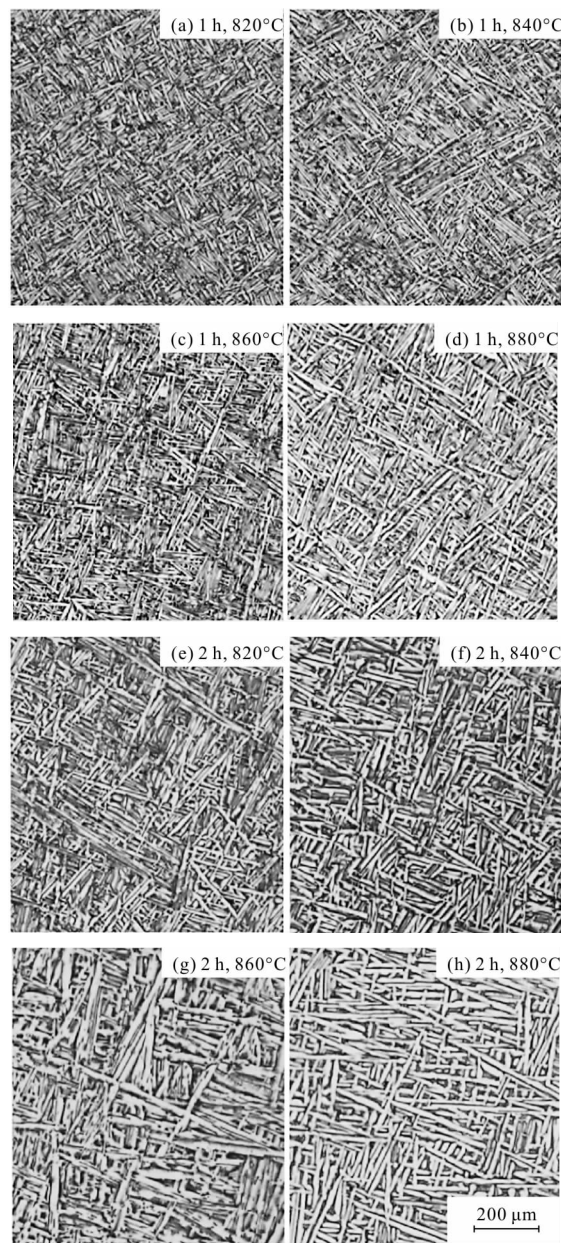 (a) 1 h, 820°C
(b) 1 h, 840°C
(c) 1 h, 860°C
(d) 1 h, 880°C
(e) 2 h, 820°C
(f) 2 h, 840°C
(g) 2 h, 860°C
(h) 2 h, 880°C
200 μm